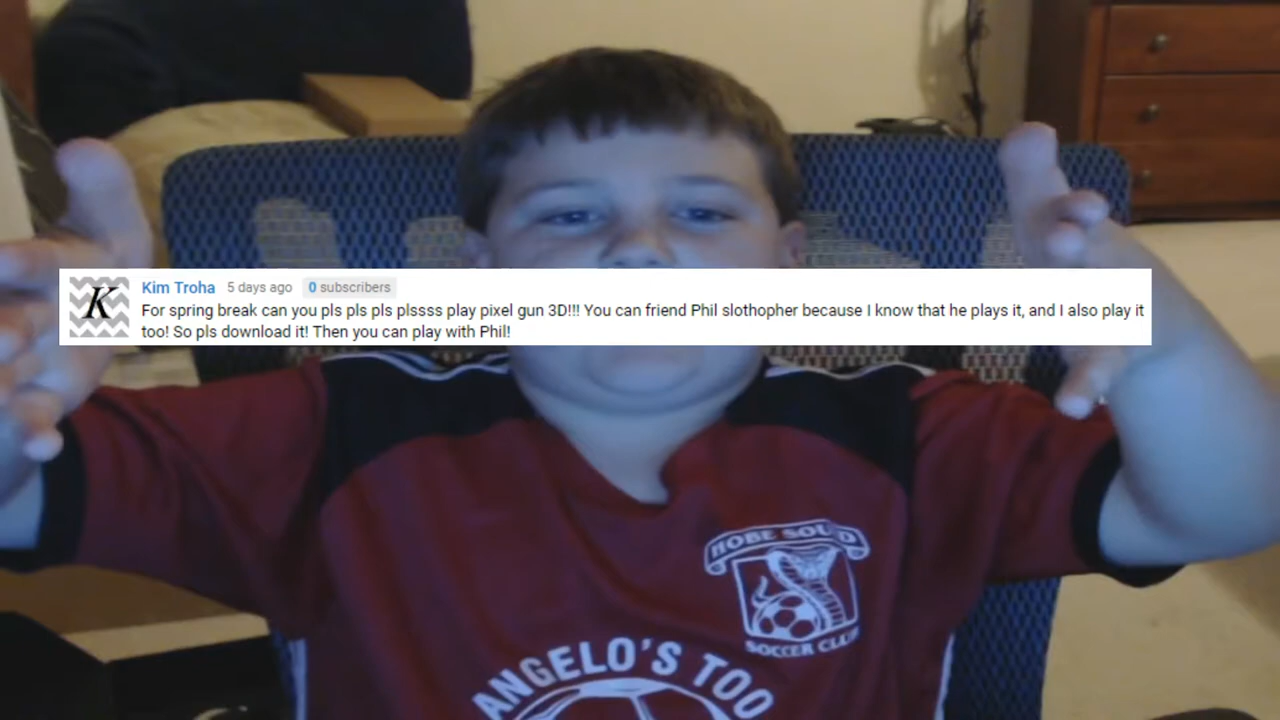 K
Kim Troha 5 days ago 0 subscribers
For spring break can you pls pls pls plssss play pixel gun 3D!!! You can friend Phil slothopher because I know that he plays it, and I also play it
too! So pls download it! Then you can play with Phil!
HOBE SOUND
SOCCER CLUB
ANGELO'S TOO